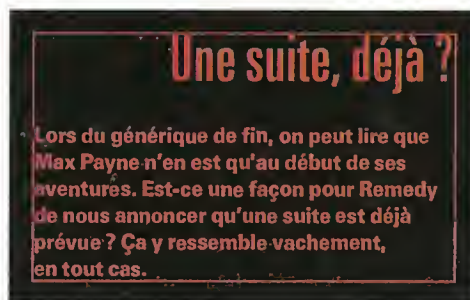 Une suite, déjà ?
Lors du générique de fin, on peut lire que
Max Payne n'en est qu'au début de ses
aventures. Est-ce une façon pour Remedy
de nous annoncer qu'une suite est déjà
prévue ? Ça y ressemble vachement,
en tout cas.